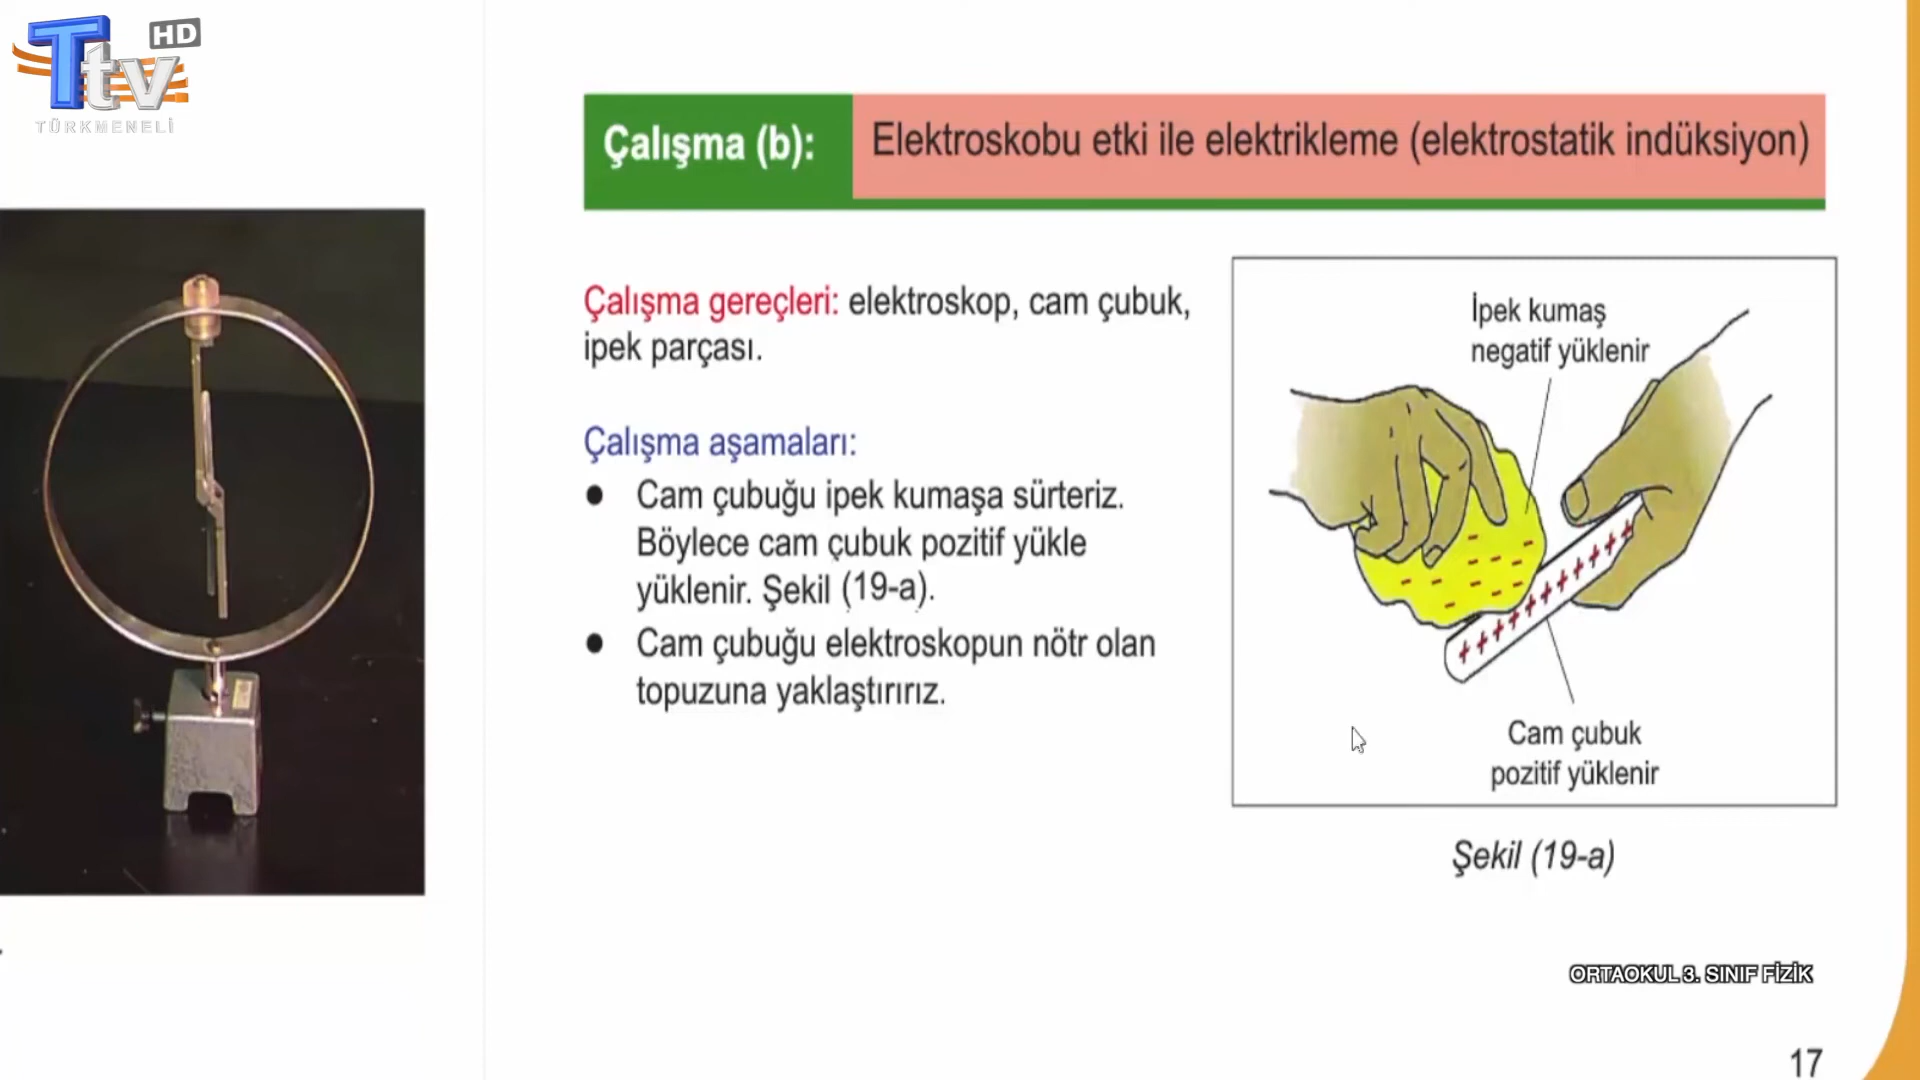 Ttv HD
TÜRKMENELİ
Çalışma (b): Elektroskobu etki ile elektrikleme (elektrostatik indüksiyon)
Çalışma gereçleri: elektroskop, cam çubuk,
ipek parçası.
Çalışma aşamaları:
● Cam çubuğu ipek kumaşa sürteriz.
Böylece cam çubuk pozitif yükle
yüklenir. Şekil (19-a).
● Cam çubuğu elektroskopun nötr olan
topuzuna yaklaştırırız.
İpek kumaş
negatif yüklenir
Cam çubuk
pozitif yüklenir
Şekil (19-a)
ORTAOKUL 3. SINIF FİZİK
17